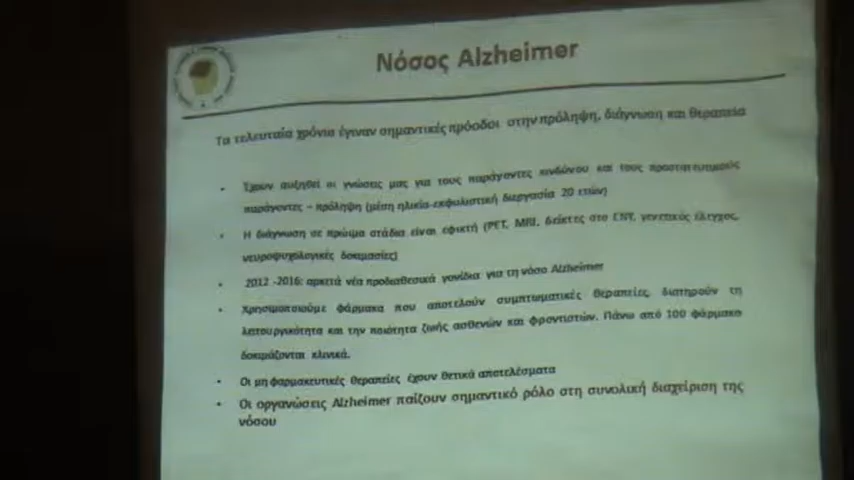 Νόσος Alzheimer
Τα τελευταία χρόνια έγιναν σημαντικές πρόοδοι στην πρόληψη, διάγνωση και θεραπεία
• Έχουν αυξηθεί οι γνώσεις μας για τους παράγοντες κινδύνου και τους προστατευτικούς
παράγοντες – πρόληψη (μέση ηλικία-εκφυλιστική διεργασία 20 ετών)
• Η διάγνωση σε πρώιμα στάδια είναι εφικτή (PET, MRI, δείκτες στο ΕΝΥ, γενετικός έλεγχος,
νευροψυχολογικές δοκιμασίες)
• 2012 -2016: αρκετά νέα προδιαθεσικά γονίδια για τη νόσο Alzheimer
• Χρησιμοποιούμε φάρμακα που αποτελούν συμπτωματικές θεραπείες, διατηρούν τη
λειτουργικότητα και την ποιότητα ζωής ασθενών και φροντιστών. Πάνω από 100 φάρμακα
δοκιμάζονται κλινικά.
• Οι μη φαρμακευτικές θεραπείες έχουν θετικά αποτελέσματα
• Οι οργανώσεις Alzheimer παίζουν σημαντικό ρόλο στη συνολική διαχείριση της
νόσου